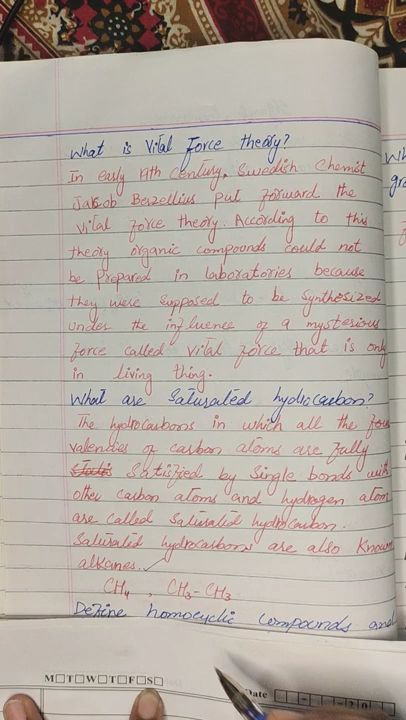 What is Vital Force theory?
In early 19th century, Swedish Chemist
Jakob Berzellius put forward the
vital force theory. According to this
theory organic compounds could not
be prepared in laboratories because
they were supposed to be synthesized
under the influence of a mysterious
force called vital force that is only
in living thing.
What are Saturated hydrocarbon?
The hydrocarbons in which all the four
valencies of carbon atoms are fully
Satisfied by Single bonds with
other carbon atoms and hydrogen atom
are called Saturated hydrocarbon.
Saturated hydrocarbons are also Known
alkanes.
CH4 , CH3-CH3
Define homocyclic compounds and
M□T□W□T□F□S□
Date □□-□□-20□□